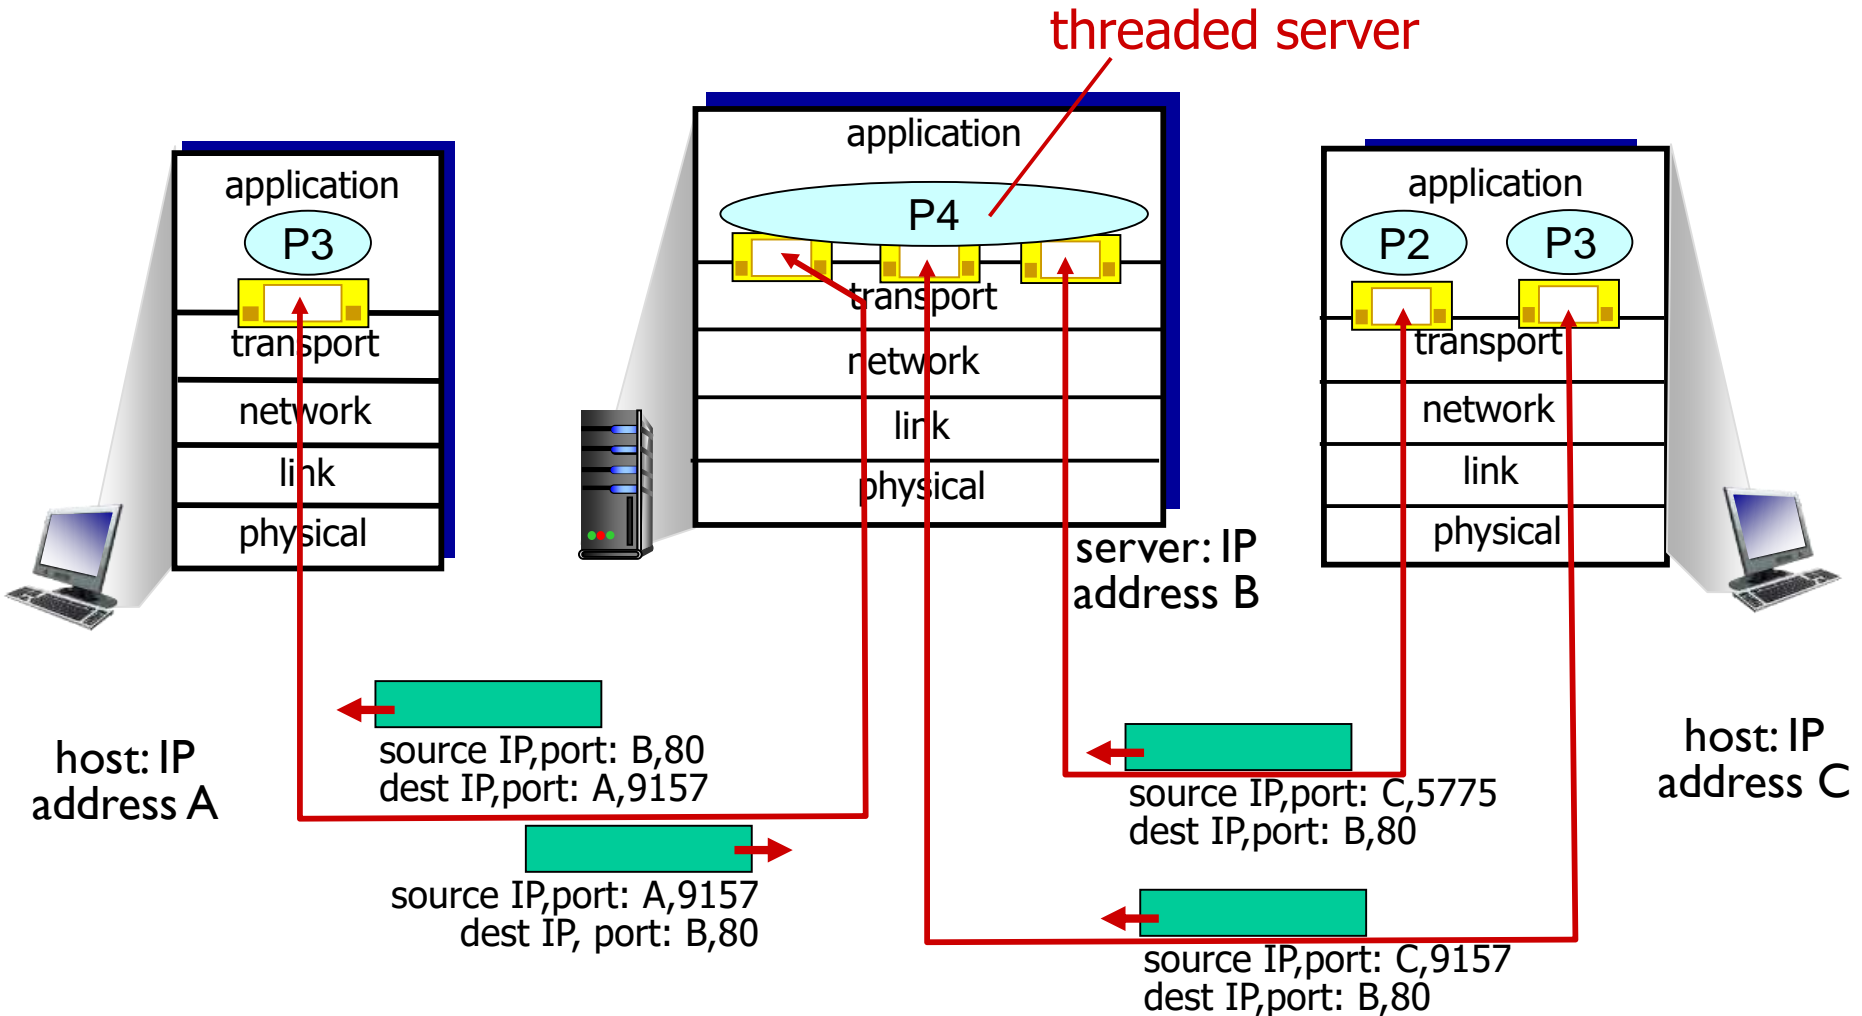 threaded server
application
P3
transport
network
link
physical
host: IP
address A
application
P4
transport
network
link
physical
server: IP
address B
application
P2
P3
transport
network
link
physical
host: IP
address C
source IP,port: B,80
dest IP,port: A,9157
source IP,port: A,9157
dest IP, port: B,80
source IP,port: C,5775
dest IP,port: B,80
source IP,port: C,9157
dest IP,port: B,80